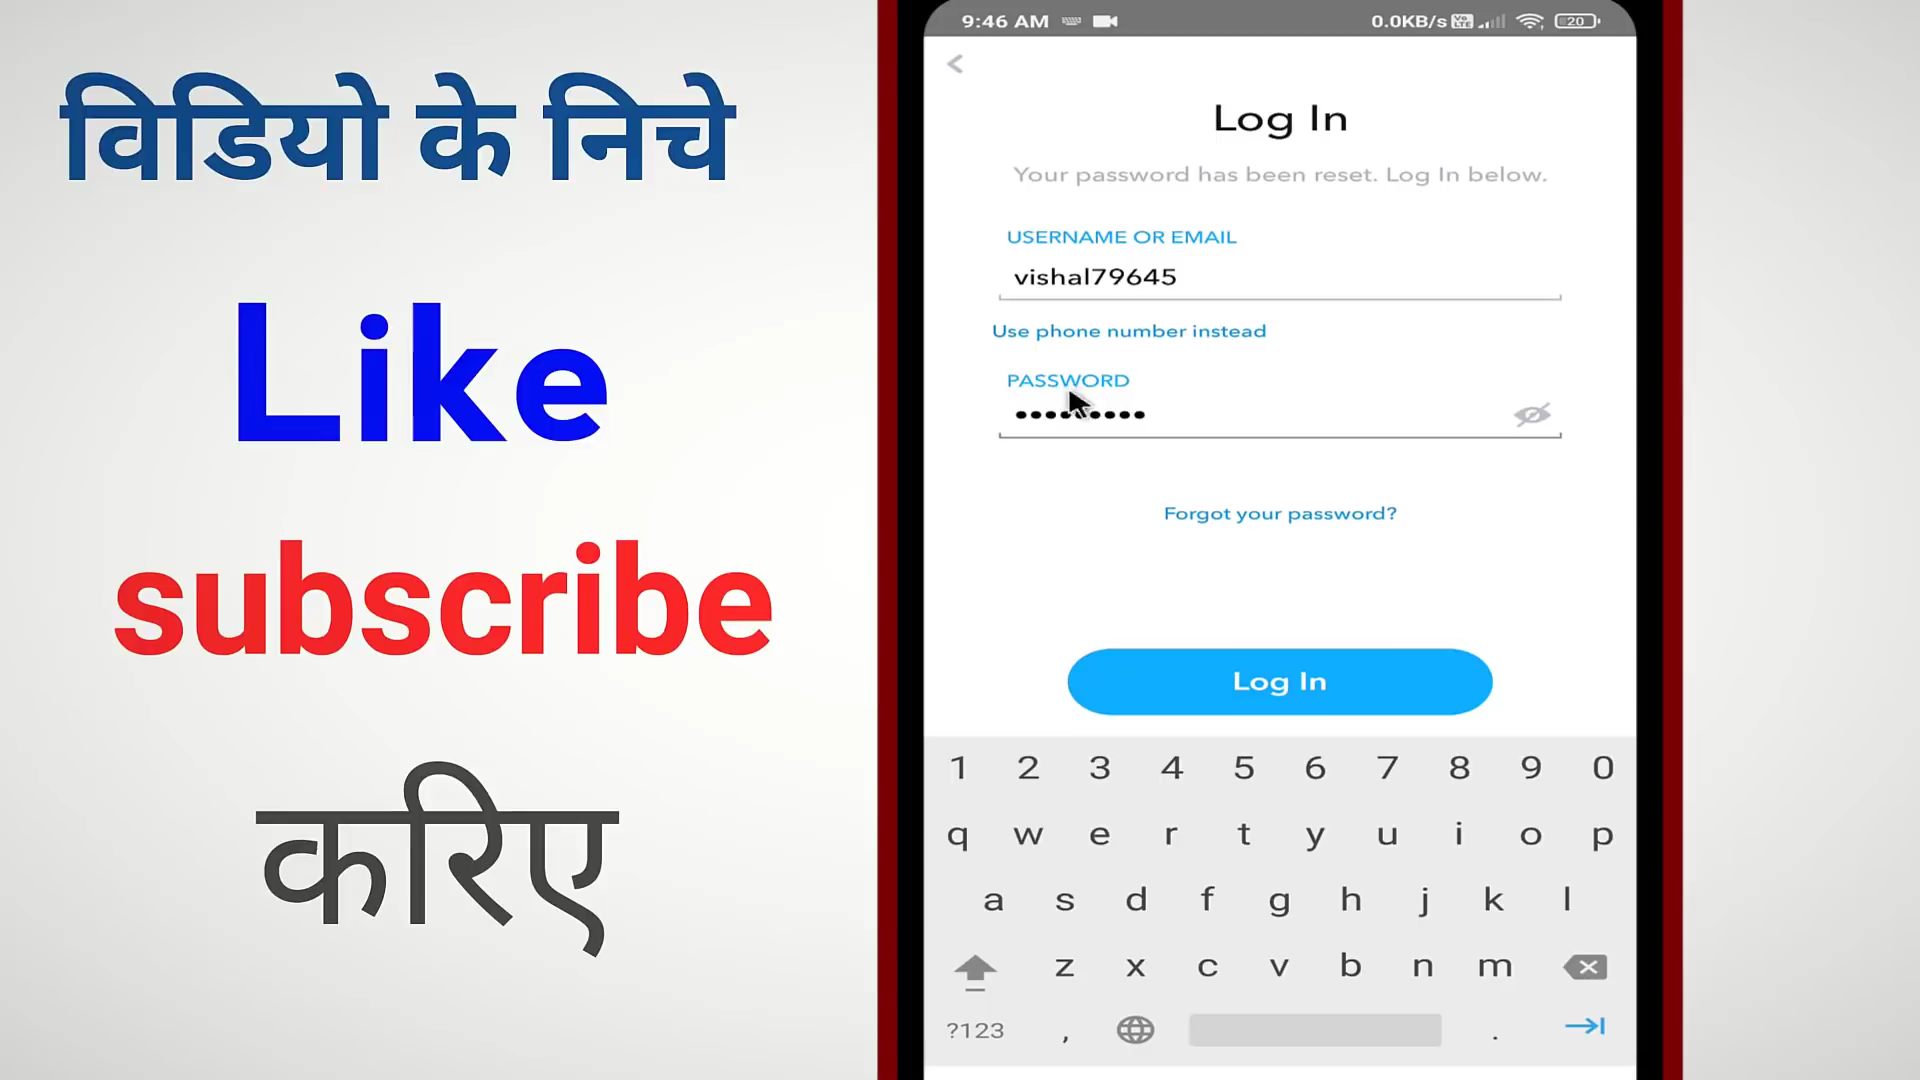 विडियो के निचे
Like
subscribe
करिए
9:46 AM
0.0KB/s Vo LTE 20
Log In
Your password has been reset. Log In below.
USERNAME OR EMAIL
vishal79645
Use phone number instead
PASSWORD
•••••••••
Forgot your password?
Log In
1 2 3 4 5 6 7 8 9 0
q w e r t y u i o p
a s d f g h j k l
z x c v b n m
?123 , .